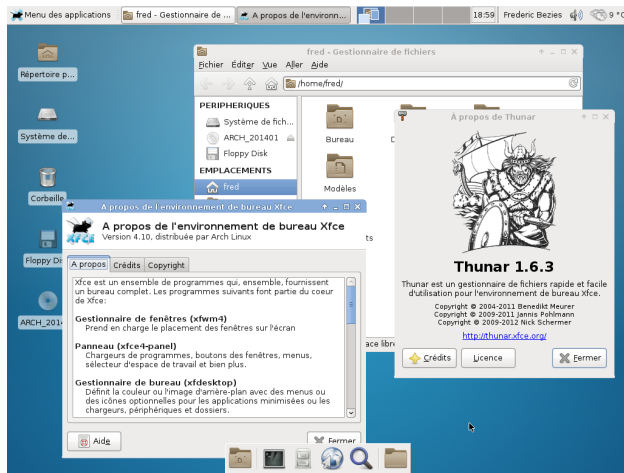 Menu des applications
fred - Gestionnaire de ...
A propos de l'environn...
18:59
Frederic Bezies
9 °C
Répertoire p...
Système de...
Corbeille
Floppy Di
ARCH_201
fred - Gestionnaire de fichiers
Fichier Éditer Vue Aller Aide
/home/fred/
PERIPHERIQUES
Système de fich...
ARCH_201401
Floppy Disk
EMPLACEMENTS
fred
Bureau
D
Modèles
ts
ace libre
À propos de Thunar
Thunar 1.6.3
Thunar est un gestionnaire de fichiers rapide et facile
d'utilisation pour l'environnement de bureau Xfce.
Copyright © 2004-2011 Benedikt Meurer
Copyright © 2009-2011 Jannis Pohlmann
Copyright © 2009-2012 Nick Schermer
http://thunar.xfce.org/
Crédits
Licence
Fermer
A propos de l'environnement de bureau Xfce
XFCE
A propos de l'environnement de bureau Xfce
Version 4.10, distribuée par Arch Linux
A propos Crédits Copyright
Xfce est un ensemble de programmes qui, ensemble, fournissent
un bureau complet. Les programmes suivants font partie du coeur
de Xfce:
Gestionnaire de fenêtres (xfwm4)
Prend en charge le placement des fenêtres sur l'écran
Panneau (xfce4-panel)
Chargeurs de programmes, boutons des fenêtres, menus,
sélecteur d'espace de travail et bien plus.
Gestionnaire de bureau (xfdesktop)
Définit la couleur ou l'image d'arrière-plan avec des menus ou
des icônes optionnelles pour les applications minimisées ou les
chargeurs, périphériques et dossiers.
Aide
Fermer